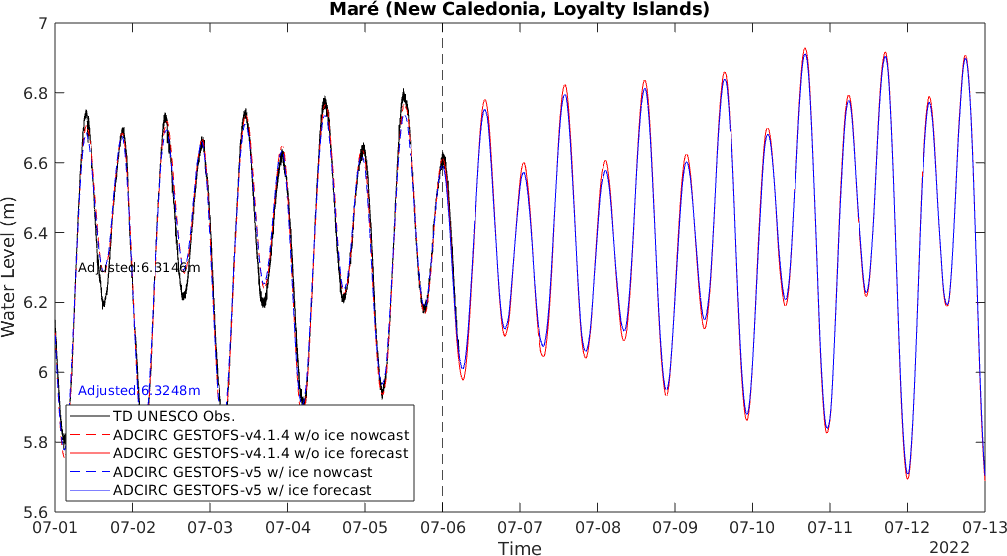 Maré (New Caledonia, Loyalty Islands)
7
6.8
6.6
6.4
6.2
6
5.8
5.6
Water Level (m)
Adjusted:6.3146m
Adjusted:6.3248m
TD UNESCO Obs.
ADCIRC GESTOFS-v4.1.4 w/o ice nowcast
ADCIRC GESTOFS-v4.1.4 w/o ice forecast
ADCIRC GESTOFS-v5 w/ ice nowcast
ADCIRC GESTOFS-v5 w/ ice forecast
07-01 07-02 07-03 07-04 07-05 07-06 07-07 07-08 07-09 07-10 07-11 07-12 07-13
Time
2022